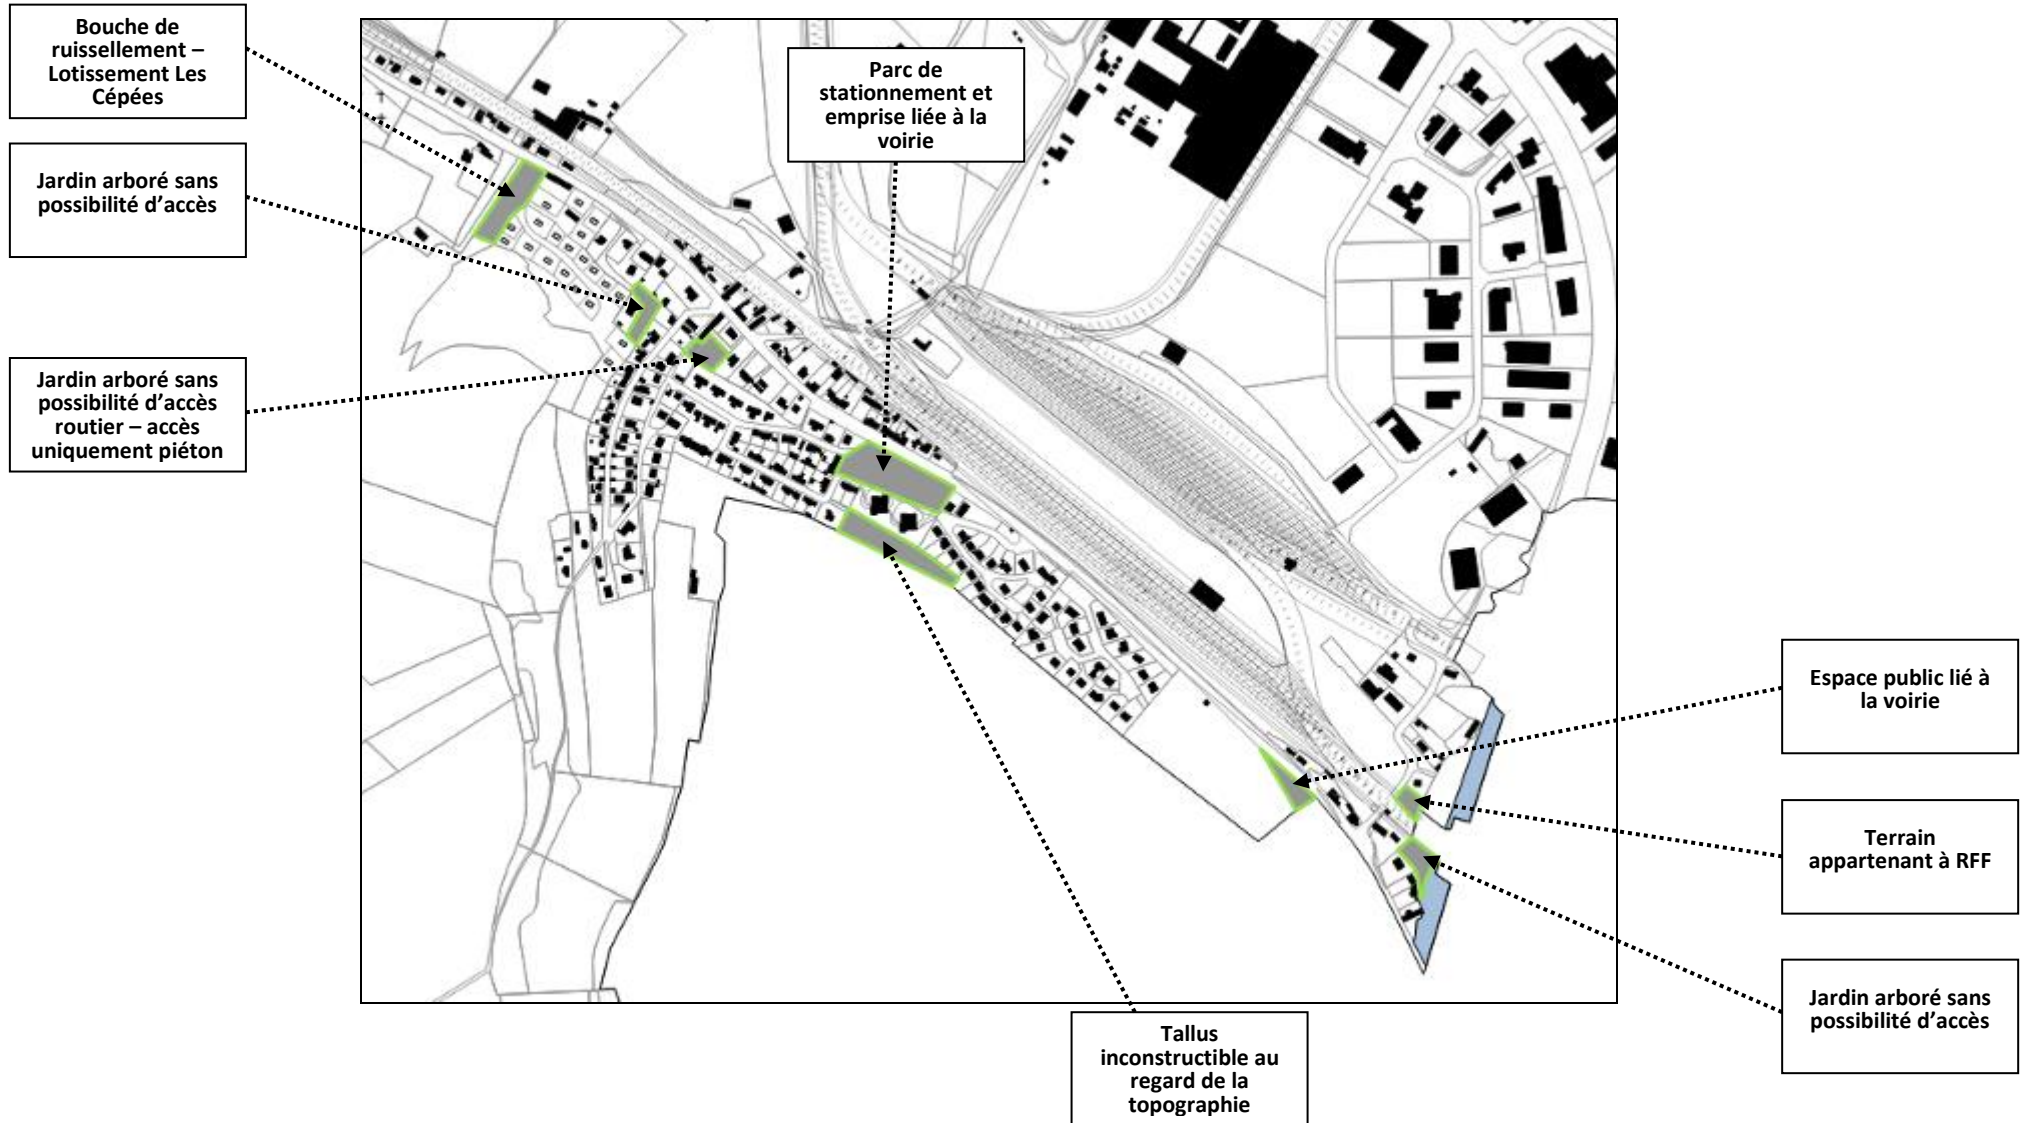 Bouche de
ruissellement –
Lotissement Les
Cépées
Jardin arboré sans
possibilité d’accès
Jardin arboré sans
possibilité d’accès
routier – accès
uniquement piéton
Parc de
stationnement et
emprise liée à la
voirie
Espace public lié à
la voirie
Terrain
appartenant à RFF
Jardin arboré sans
possibilité d’accès
Tallus
inconstructible au
regard de la
topographie